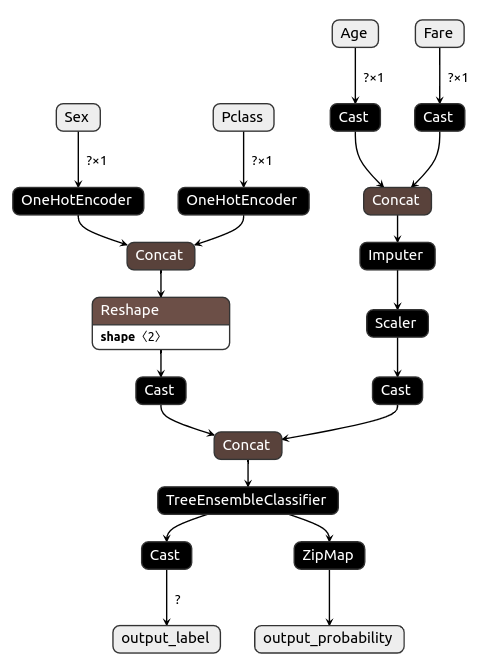 Age Fare
?×1 ?×1
Sex Pclass Cast Cast
?×1 ?×1
OneHotEncoder OneHotEncoder Concat
Concat Imputer
Reshape
shape〈2〉 Scaler
Cast Cast
Concat
TreeEnsembleClassifier
Cast ZipMap
?
output_label output_probability